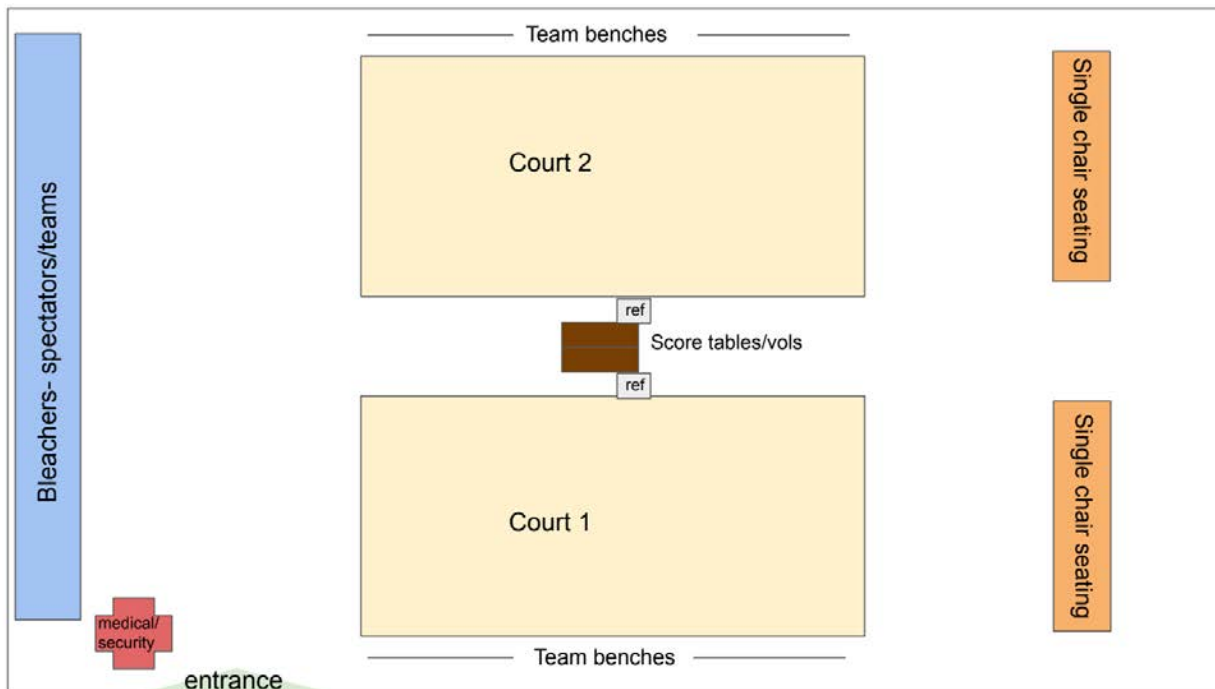 Team benches
Bleachers- spectators/teams
Court 2
Single chair seating
ref
Score tables/vols
ref
Court 1
Single chair seating
medical/
security
Team benches
entrance